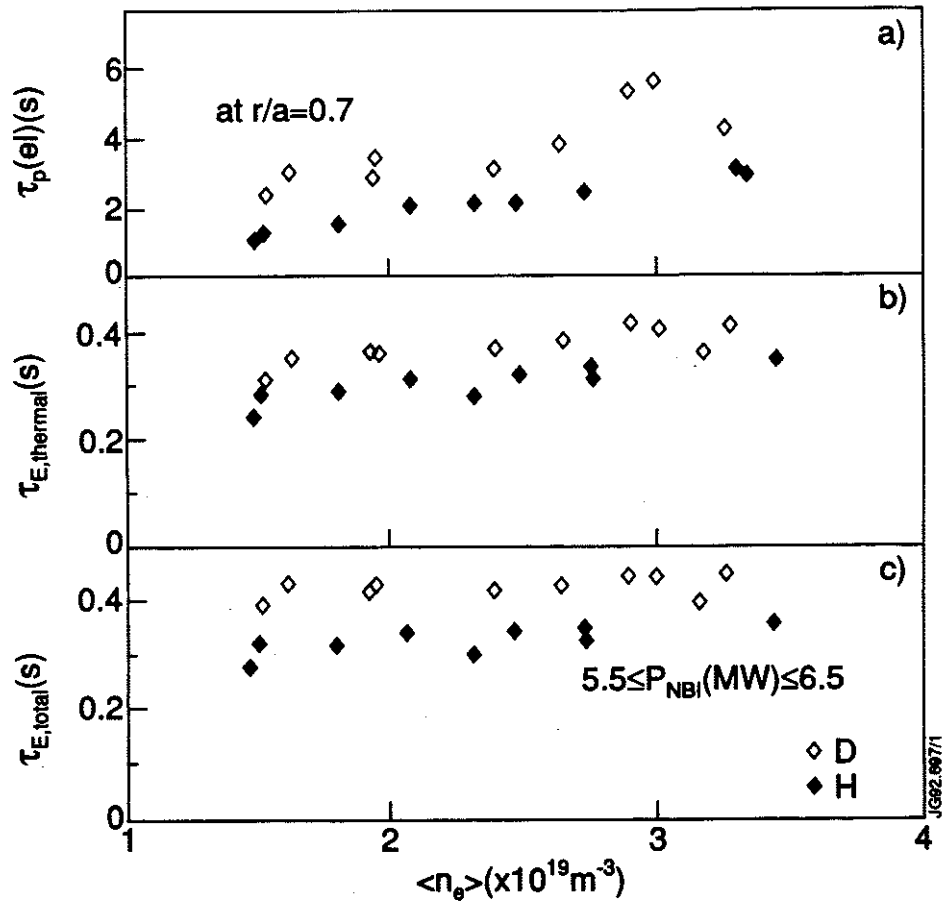 a)
6
4
2
0
τp(el)(s)
at r/a=0.7
b)
0.4
0.2
0
τE,thermal(s)
c)
0.4
0.2
0
τE,total(s)
5.5≤PNBI(MW)≤6.5
D
H
JG92.697/1
1 2 3 4
<ne>(x10¹⁹m⁻³)